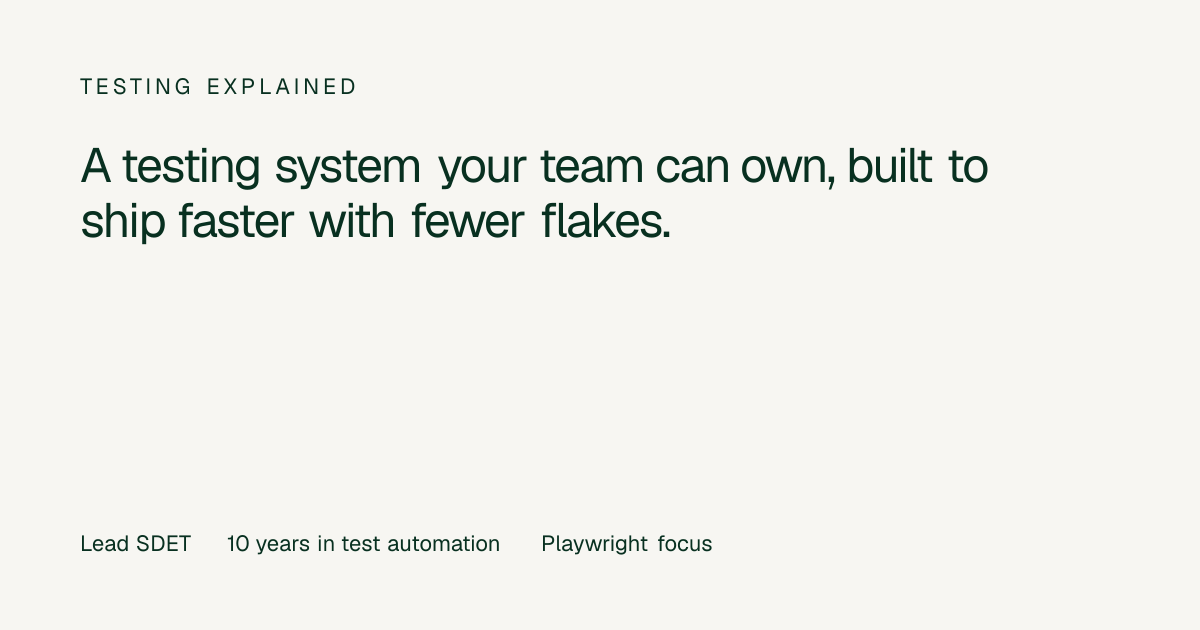 TESTING EXPLAINED
A testing system your team can own, built to
ship faster with fewer flakes.
Lead SDET 10 years in test automation Playwright focus